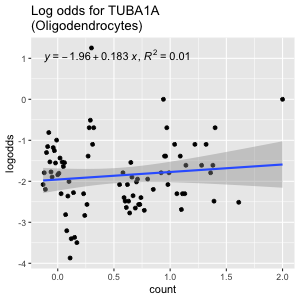 Log odds for TUBA1A
(Oligodendrocytes)
y = −1.96 + 0.183 x, R² = 0.01
1
0
−1
−2
−3
−4
logodds
0.0 0.5 1.0 1.5 2.0
count